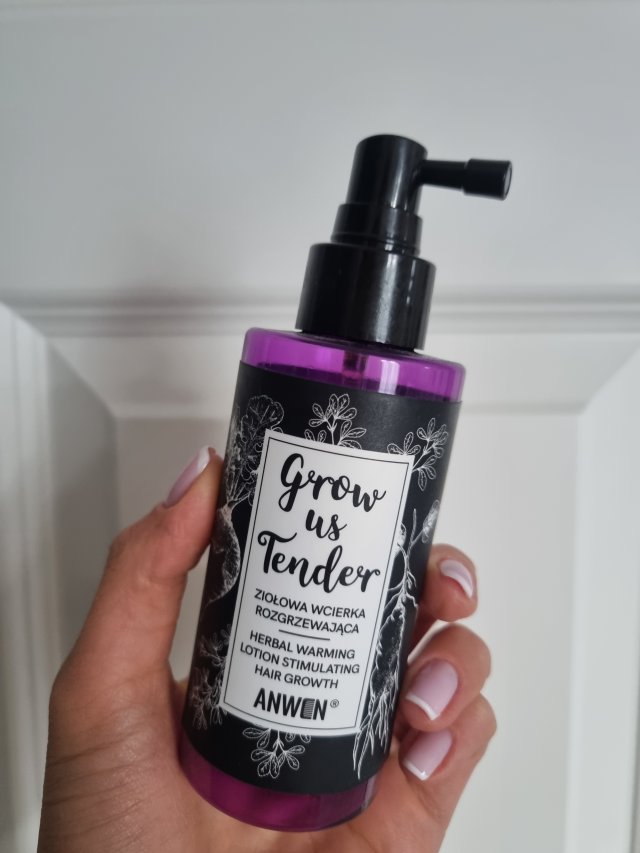 Grow
us
Tender
ZIOŁOWA WCIERKA
ROZGRZEWAJĄCA
HERBAL WARMING
LOTION STIMULATING
HAIR GROWTH
ANWEN®